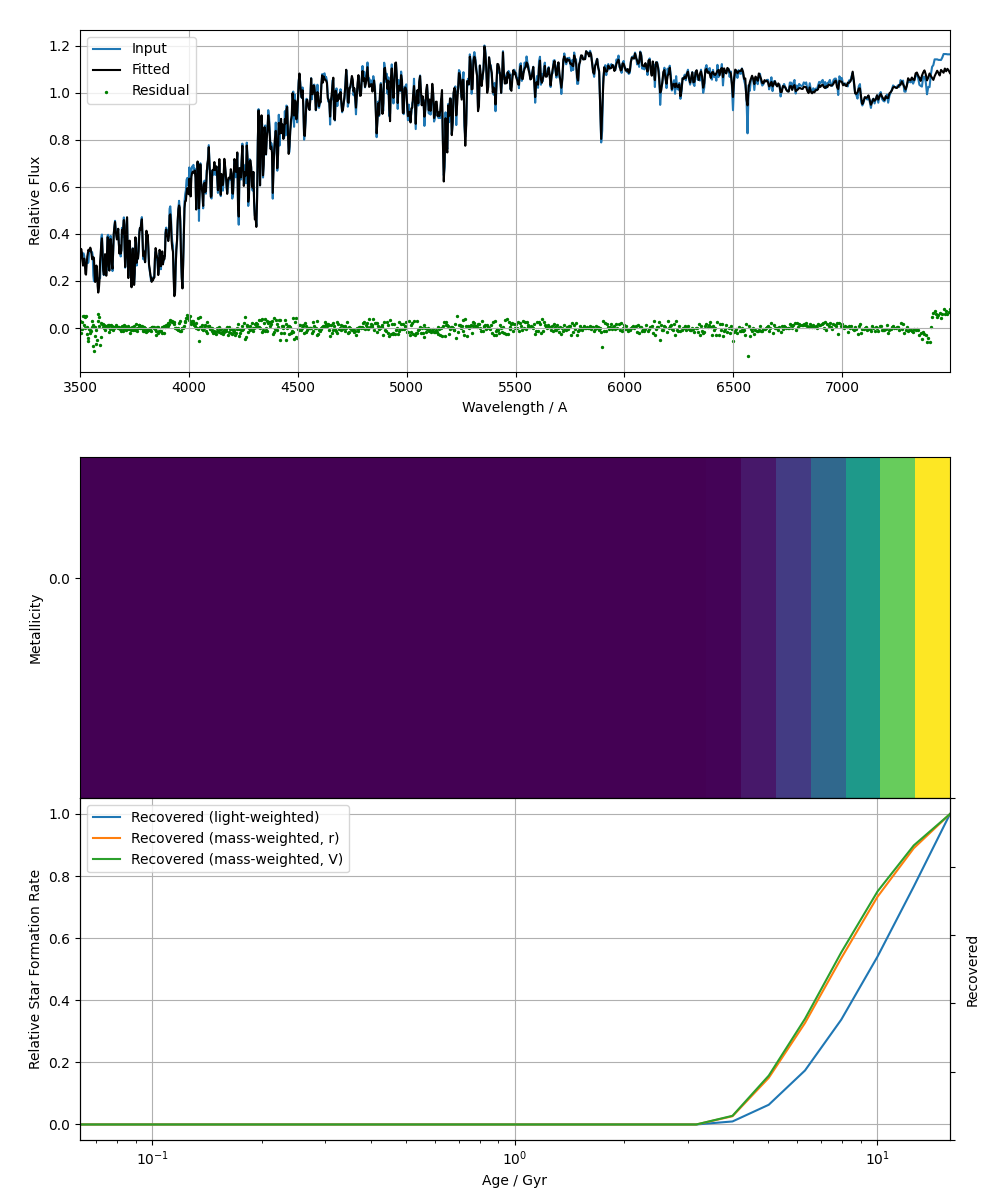 1.2
1.0
0.8
0.6
0.4
0.2
0.0
Relative Flux
Input
Fitted
Residual
3500 4000 4500 5000 5500 6000 6500 7000
Wavelength / A
0.0
Metallicity
1.0
0.8
0.6
0.4
0.2
0.0
Relative Star Formation Rate
Recovered (light-weighted)
Recovered (mass-weighted, r)
Recovered (mass-weighted, V)
Recovered
10⁻¹ 10⁰ 10¹
Age / Gyr